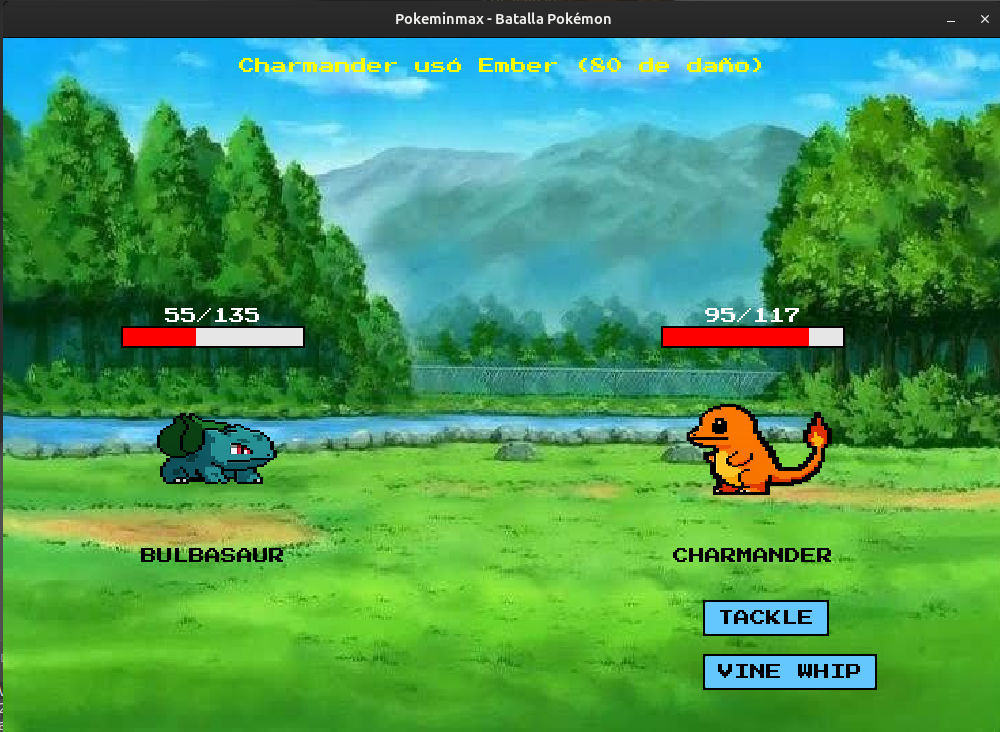 Pokeminmax - Batalla Pokémon
Charmander usó Ember (80 de daño)
55/135
95/117
BULBASAUR
CHARMANDER
TACKLE
VINE WHIP